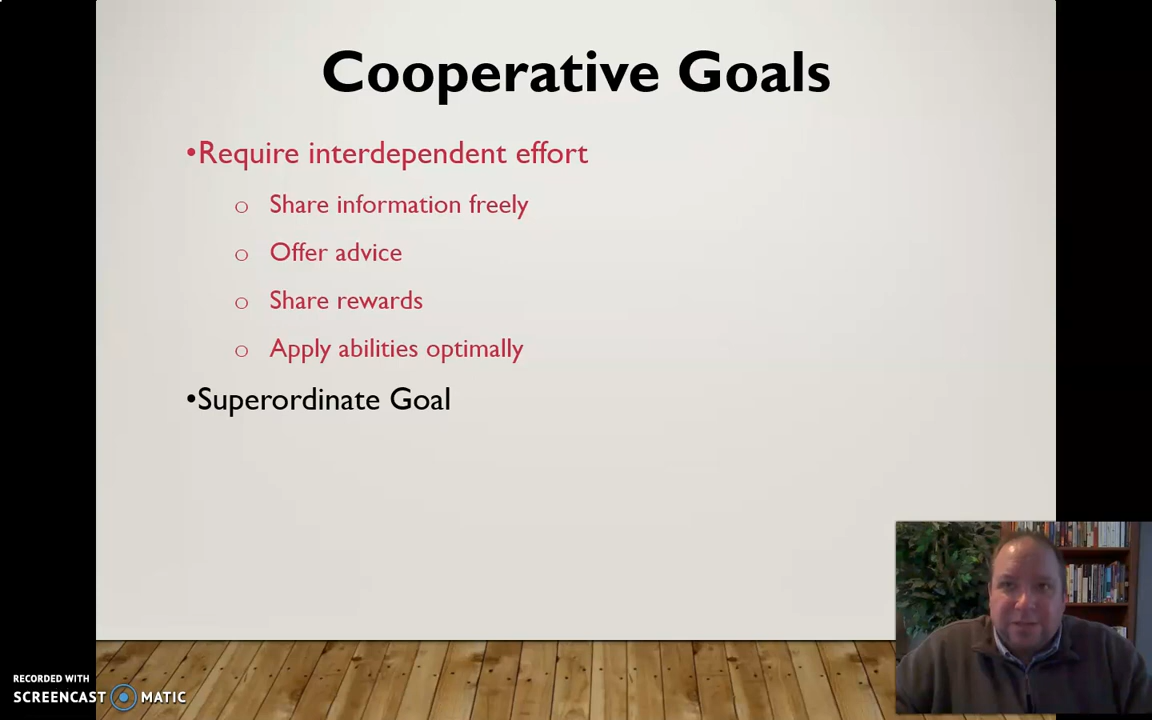 Cooperative Goals
•Require interdependent effort
o Share information freely
o Offer advice
o Share rewards
o Apply abilities optimally
•Superordinate Goal
RECORDED WITH
SCREENCAST MATIC